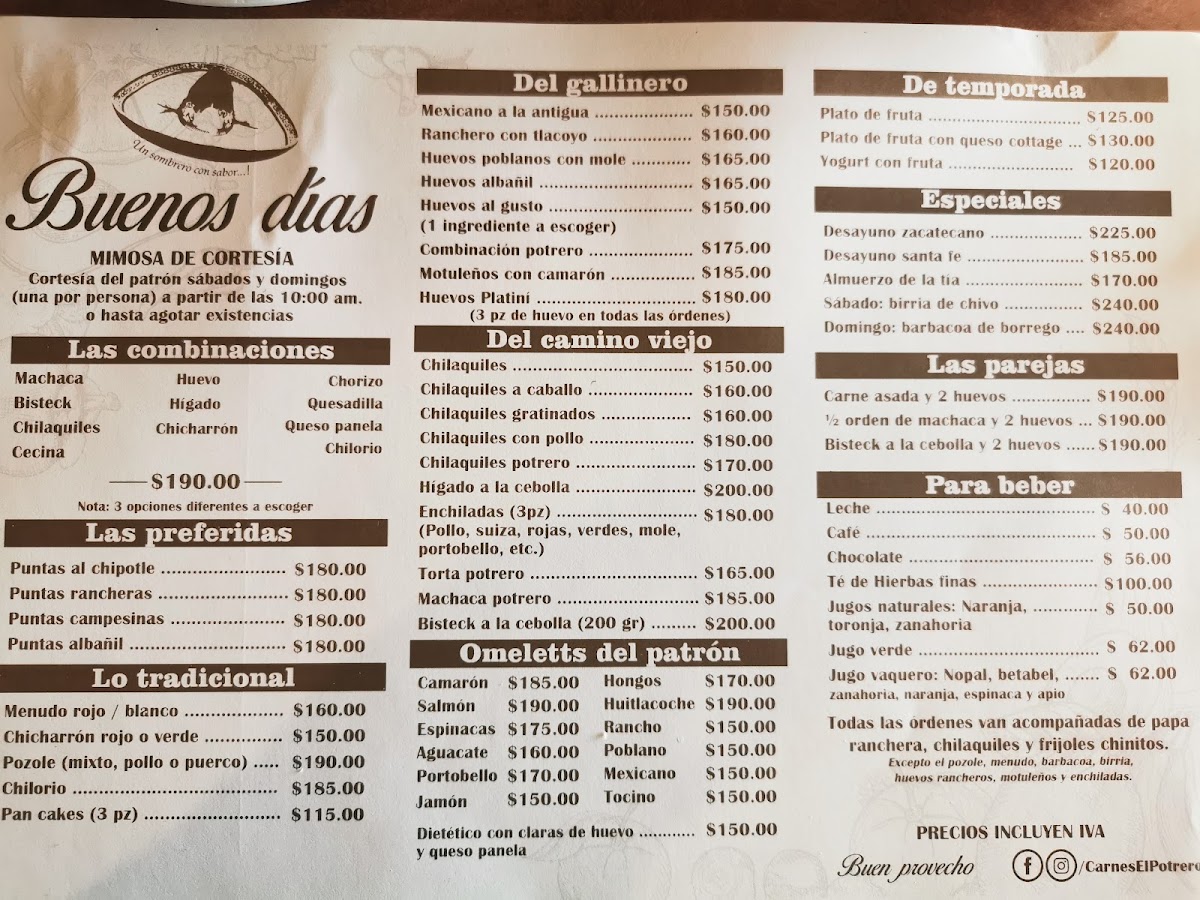 Un sombrero con sabor...!
Buenos días
MIMOSA DE CORTESÍA
Cortesía del patrón sábados y domingos
(una por persona) a partir de las 10:00 am.
o hasta agotar existencias
Las combinaciones
Machaca Huevo Chorizo
Bisteck Hígado Quesadilla
Chilaquiles Chicharrón Queso panela
Cecina Chilorio
$190.00
Nota: 3 opciones diferentes a escoger
Las preferidas
Puntas al chipotle ........................ $180.00
Puntas rancheras ........................ $180.00
Puntas campesinas ...................... $180.00
Puntas albañil .............................. $180.00
Lo tradicional
Menudo rojo / blanco ................... $160.00
Chicharrón rojo o verde ............... $150.00
Pozole (mixto, pollo o puerco) ..... $190.00
Chilorio ................................... $185.00
Pan cakes (3 pz) .......................... $115.00
Del gallinero
Mexicano a la antigua ................... $150.00
Ranchero con tlacoyo .................... $160.00
Huevos poblanos con mole ............ $165.00
Huevos albañil ............................. $165.00
Huevos al gusto ........................... $150.00
(1 ingrediente a escoger)
Combinación potrero .................... $175.00
Motuleños con camarón ................ $185.00
Huevos Platiní .............................. $180.00
(3 pz de huevo en todas las órdenes)
Del camino viejo
Chilaquiles .................................. $150.00
Chilaquiles a caballo .................... $160.00
Chilaquiles gratinados .................. $160.00
Chilaquiles con pollo .................... $180.00
Chilaquiles potrero ....................... $170.00
Hígado a la cebolla ....................... $200.00
Enchiladas (3pz) ........................... $180.00
(Pollo, suiza, rojas, verdes, mole,
portobello, etc.)
Torta potrero ................................ $165.00
Machaca potrero ........................... $185.00
Bisteck a la cebolla (200 gr) ......... $200.00
Omeletts del patrón
Camarón $185.00 Hongos $170.00
Salmón $190.00 Huitlacoche $190.00
Espinacas $175.00 Rancho $150.00
Aguacate $160.00 Poblano $150.00
Portobello $170.00 Mexicano $150.00
Jamón $150.00 Tocino $150.00
Dietético con claras de huevo ........... $150.00
y queso panela
De temporada
Plato de fruta ............................. $125.00
Plato de fruta con queso cottage ... $130.00
Yogurt con fruta ........................ $120.00
Especiales
Desayuno zacatecano .................. $225.00
Desayuno santa fe ....................... $185.00
Almuerzo de la tía ...................... $170.00
Sábado: birria de chivo ............... $240.00
Domingo: barbacoa de borrego .... $240.00
Las parejas
Carne asada y 2 huevos ............... $190.00
½ orden de machaca y 2 huevos ... $190.00
Bisteck a la cebolla y 2 huevos ...... $190.00
Para beber
Leche .......................................... $ 40.00
Café ............................................ $ 50.00
Chocolate .................................... $ 56.00
Té de Hierbas finas ...................... $100.00
Jugos naturales: Naranja, ............ $ 50.00
toronja, zanahoria
Jugo verde ................................... $ 62.00
Jugo vaquero: Nopal, betabel, ....... $ 62.00
zanahoria, naranja, espinaca y apio
Todas las órdenes van acompañadas de papa
ranchera, chilaquiles y frijoles chinitos.
Excepto el pozole, menudo, barbacoa, birria,
huevos rancheros, motuleños y enchiladas.
PRECIOS INCLUYEN IVA
Buen provecho f /CarnesElPotrero